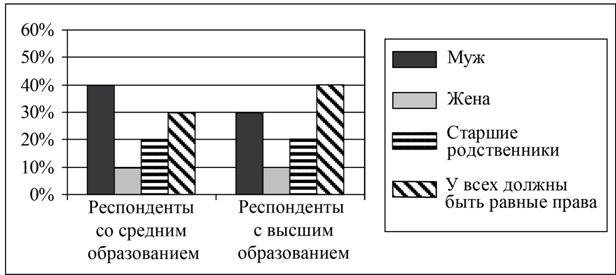 60%
50%
40%
30%
20%
10%
0%
Респонденты
со средним
образованием
Респонденты
с высшим
образованием
Муж
Жена
Старшие
родственники
У всех должны
быть равные права